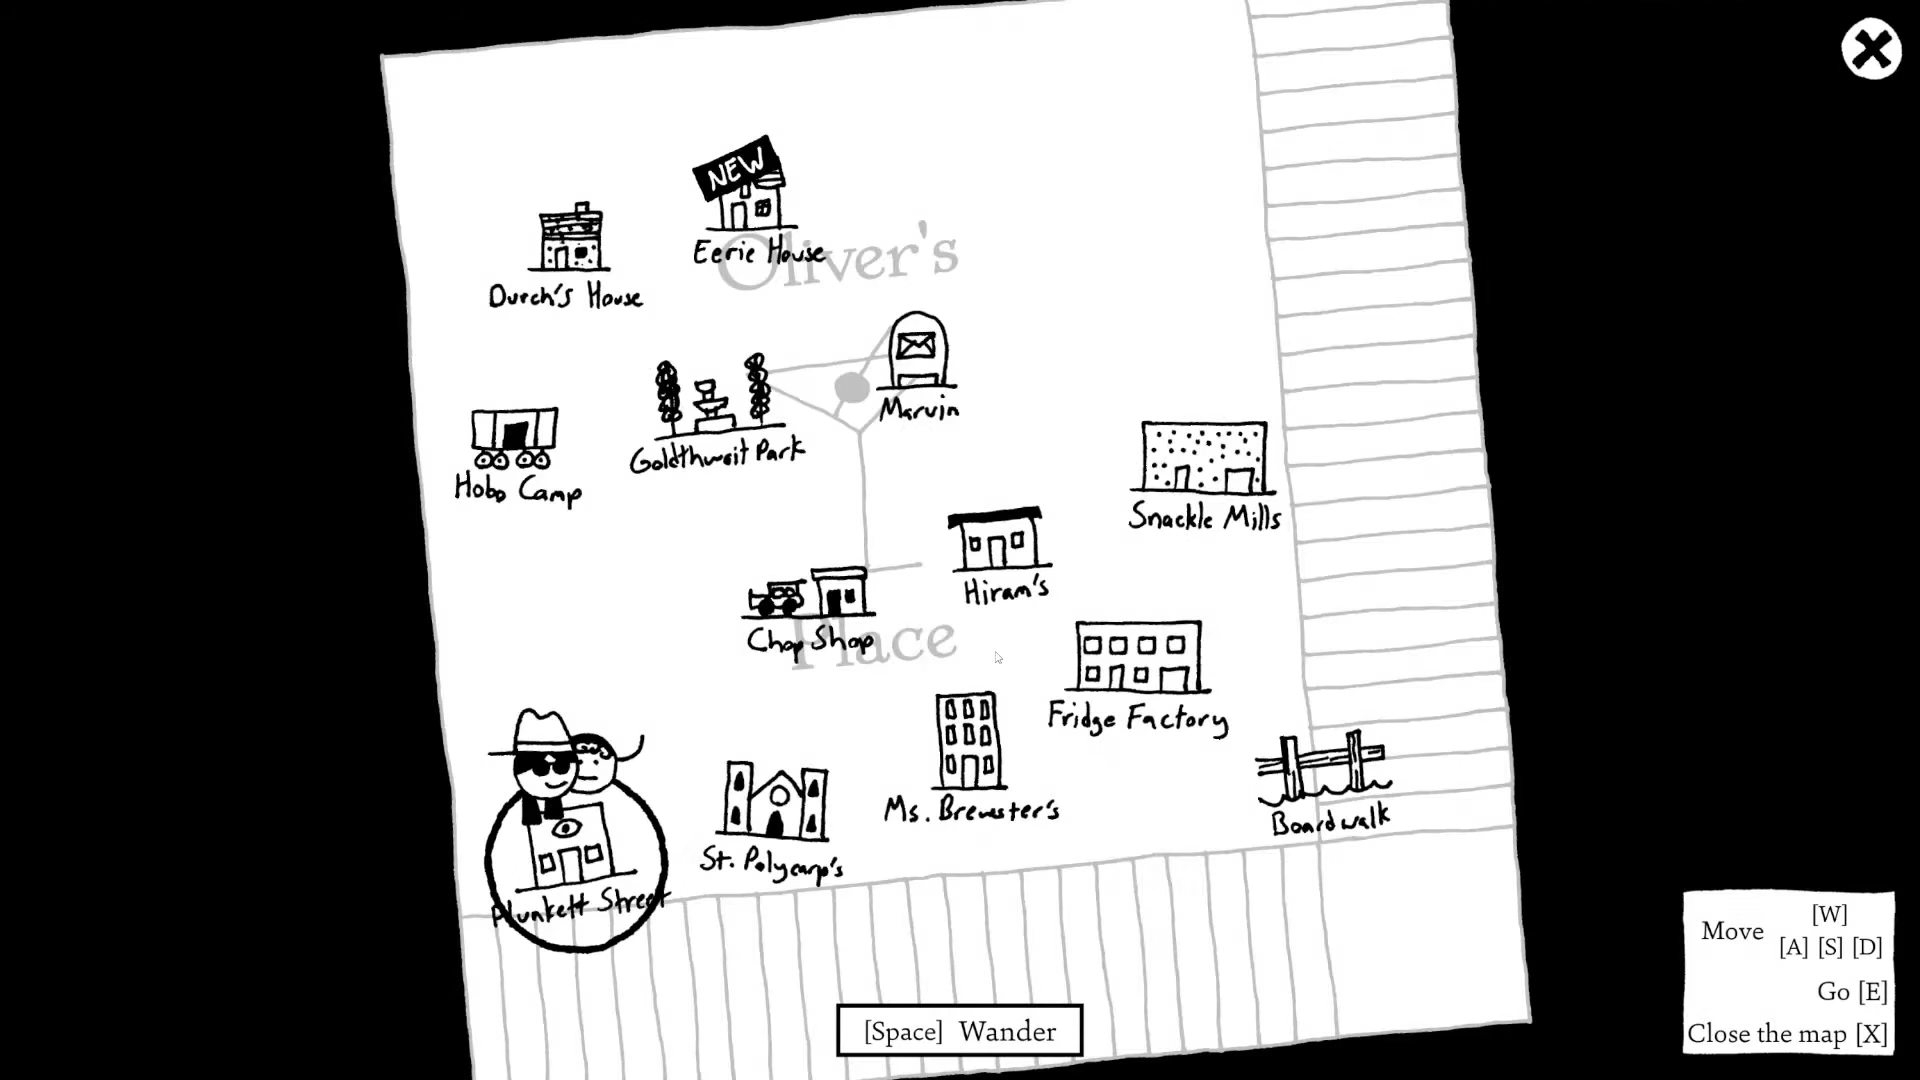 NEW
Eerie House
Oliver's
Durch's House
Marvin
Goldthwait Park
Hobo Camp
Snackle Mills
Hiram's
Chop Shop
Place
Fridge Factory
Ms. Brewster's
Boardwalk
St. Polycarp's
Plunkett Street
Move [W]
[A] [S] [D]
Go [E]
Close the map [X]
[Space] Wander